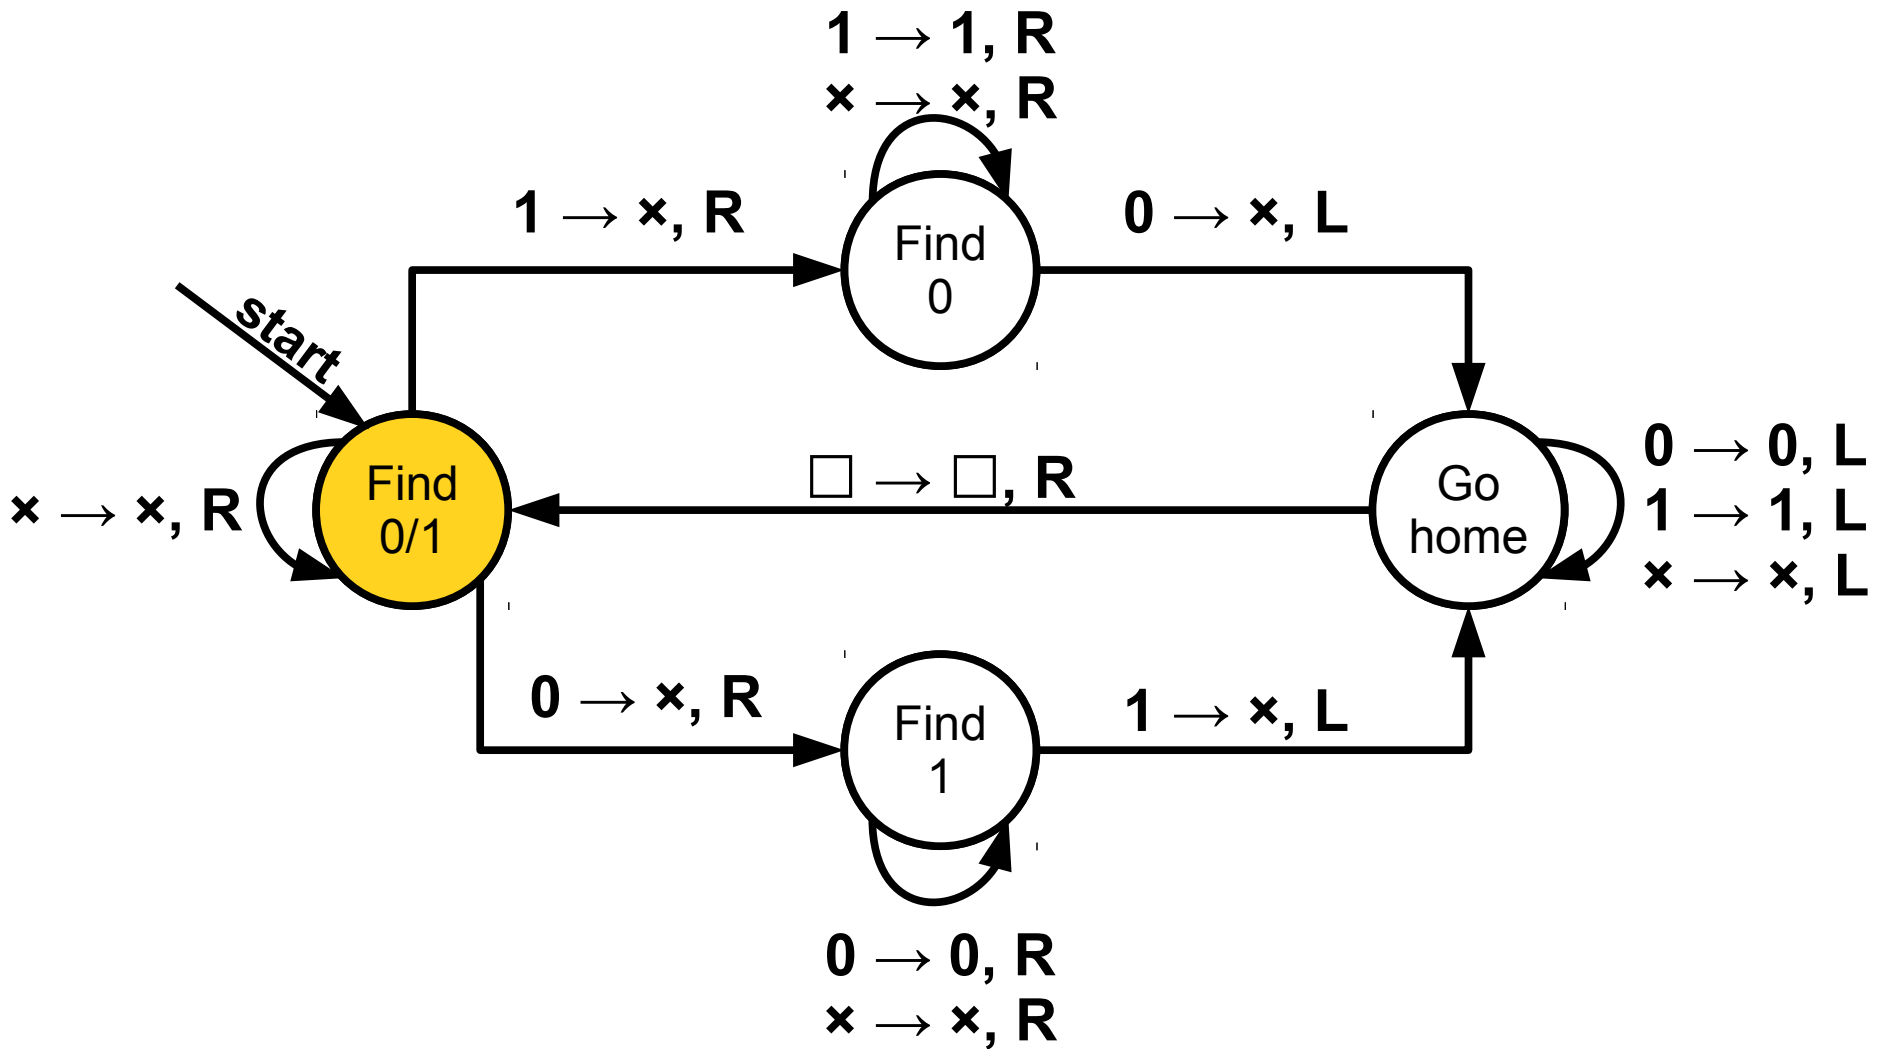 1 → 1, R
× → ×, R
1 → ×, R
Find
0
0 → ×, L
start
Find
0/1
× → ×, R
□ → □, R
Go
home
0 → 0, L
1 → 1, L
× → ×, L
0 → ×, R
Find
1
1 → ×, L
0 → 0, R
× → ×, R